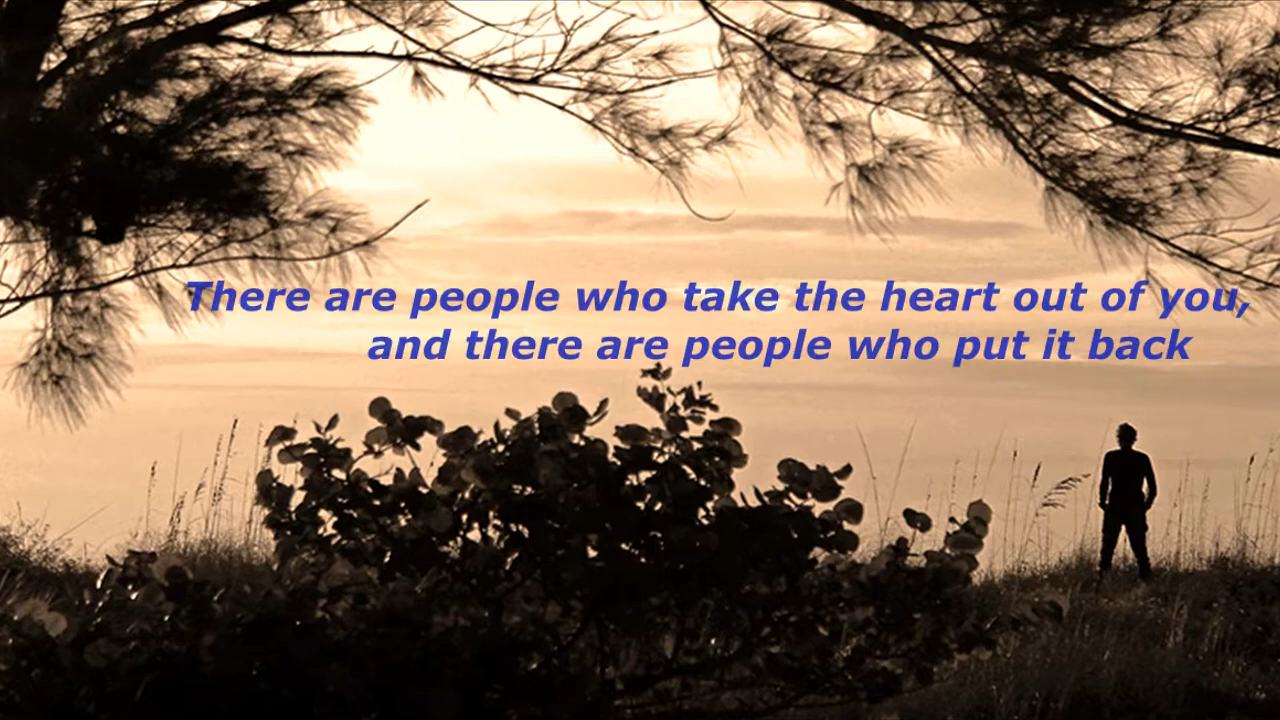 There are people who take the heart out of you,
and there are people who put it back